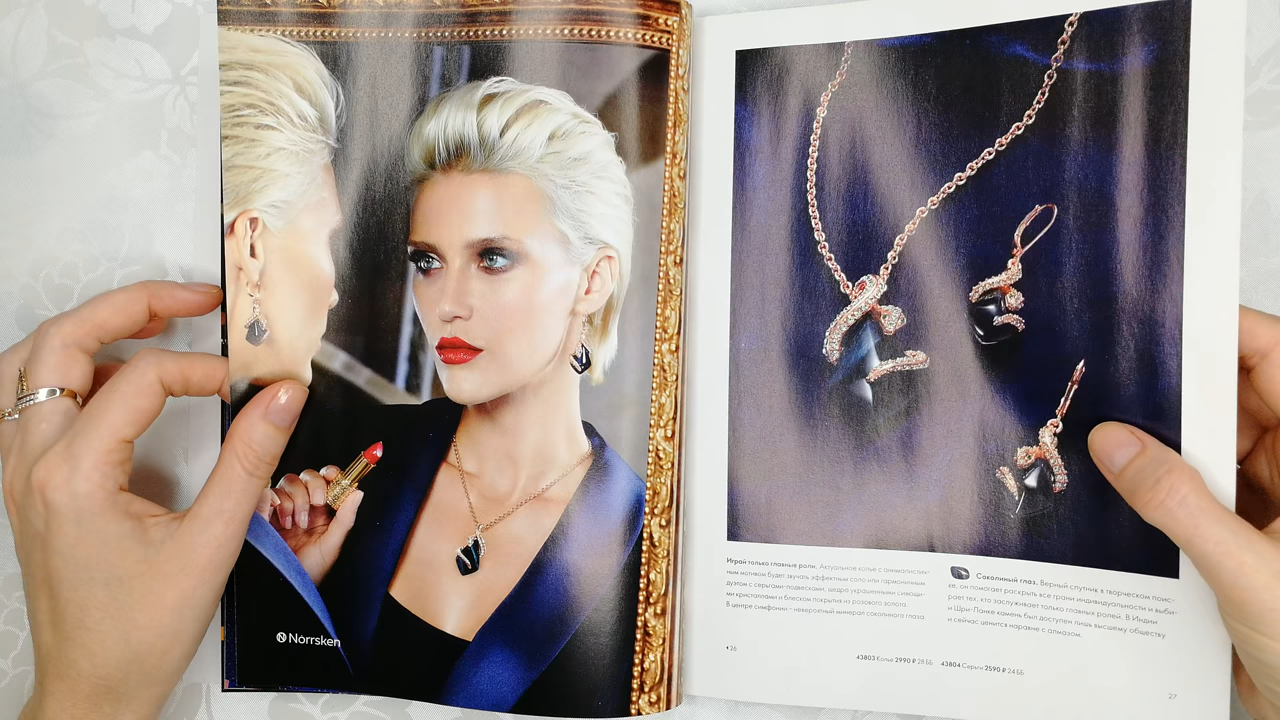 Nörrsken
Играй только главные роли. Актуальное колье с анималистич-
ным мотивом будет звучать эффектным соло или гармоничным
дуэтом с серьгами-подвесками, щедро украшенными сияющи-
ми кристаллами и блеском покрытия из розового золота.
В центре симфонии – невероятный минерал соколиного глаза.
Соколиный глаз. Верный спутник в творческом поис-
ке, он помогает раскрыть все грани индивидуальности и выби-
рает тех, кто заслуживает только главных ролей. В Индии
и Шри-Ланке камень был доступен лишь высшему обществу
и сейчас ценится наравне с алмазом.
26
43803 Колье 2990 ₽ 28 ББ 43804 Серьги 2590 ₽ 24 ББ
27